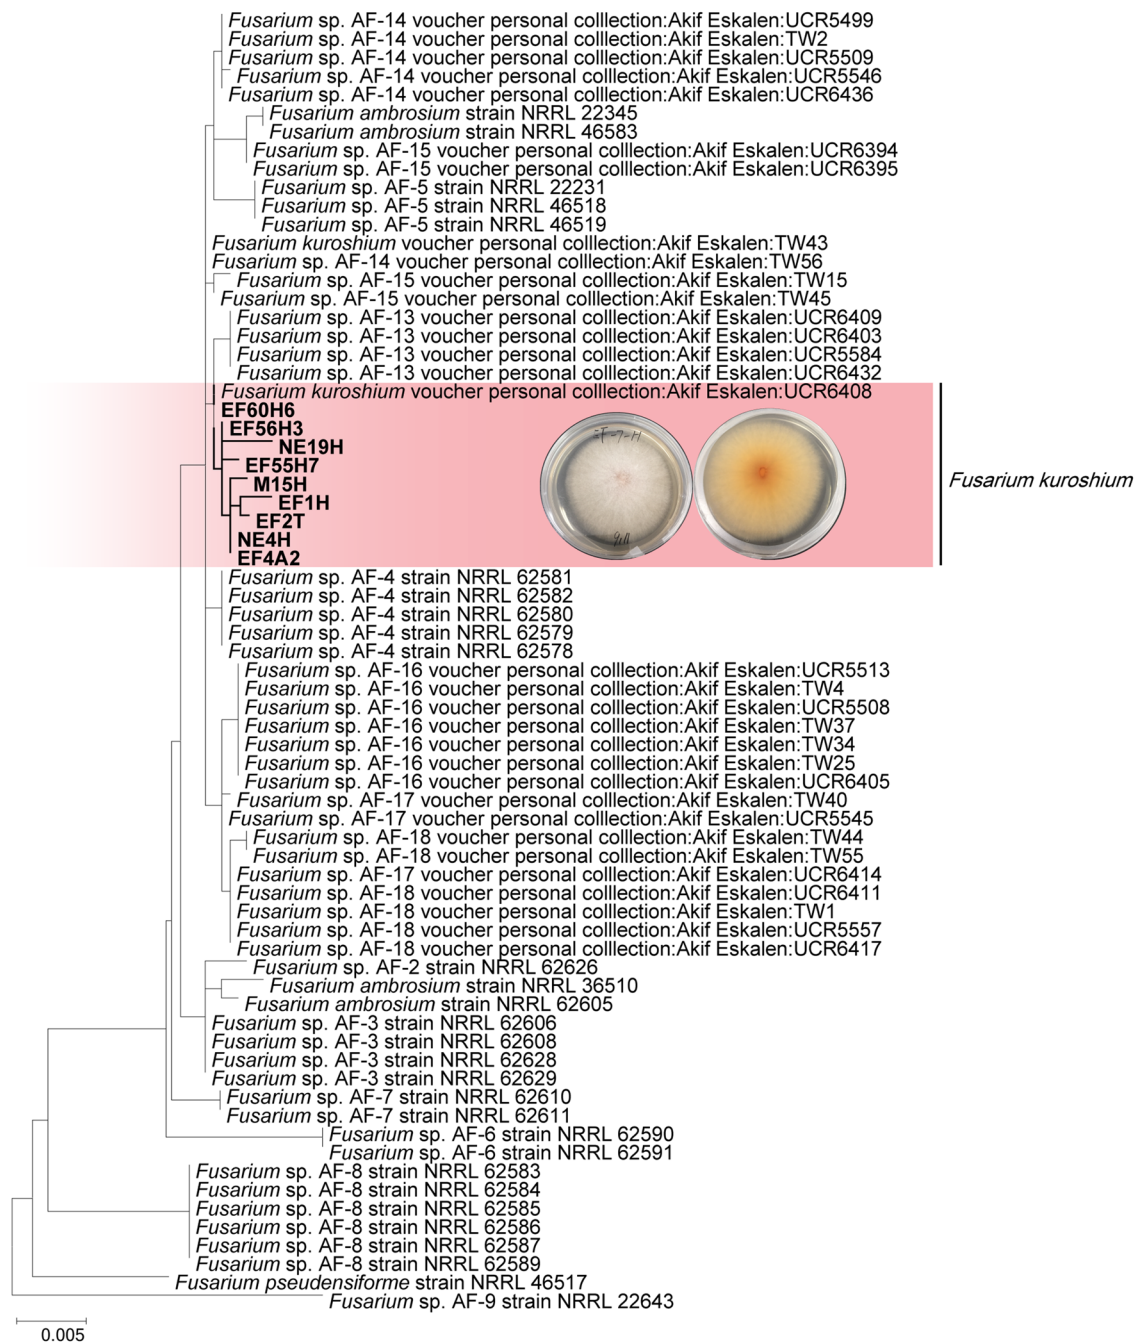 Fusarium sp. AF-14 voucher personal colllection:Akif Eskalen:UCR5499
Fusarium sp. AF-14 voucher personal colllection:Akif Eskalen:TW2
Fusarium sp. AF-14 voucher personal colllection:Akif Eskalen:UCR5509
Fusarium sp. AF-14 voucher personal colllection:Akif Eskalen:UCR5546
Fusarium sp. AF-14 voucher personal colllection:Akif Eskalen:UCR6436
Fusarium ambrosium strain NRRL 22345
Fusarium ambrosium strain NRRL 46583
Fusarium sp. AF-15 voucher personal colllection:Akif Eskalen:UCR6394
Fusarium sp. AF-15 voucher personal colllection:Akif Eskalen:UCR6395
Fusarium sp. AF-5 strain NRRL 22231
Fusarium sp. AF-5 strain NRRL 46518
Fusarium sp. AF-5 strain NRRL 46519
Fusarium kuroshium voucher personal colllection:Akif Eskalen:TW43
Fusarium sp. AF-14 voucher personal colllection:Akif Eskalen:TW56
Fusarium sp. AF-15 voucher personal colllection:Akif Eskalen:TW15
Fusarium sp. AF-15 voucher personal colllection:Akif Eskalen:TW45
Fusarium sp. AF-13 voucher personal colllection:Akif Eskalen:UCR6409
Fusarium sp. AF-13 voucher personal colllection:Akif Eskalen:UCR6403
Fusarium sp. AF-13 voucher personal colllection:Akif Eskalen:UCR5584
Fusarium sp. AF-13 voucher personal colllection:Akif Eskalen:UCR6432
Fusarium kuroshium voucher personal colllection:Akif Eskalen:UCR6408
EF60H6
EF56H3
NE19H
EF55H7
M15H
EF1H
EF2T
NE4H
EF4A2
Fusarium kuroshium
Fusarium sp. AF-4 strain NRRL 62581
Fusarium sp. AF-4 strain NRRL 62582
Fusarium sp. AF-4 strain NRRL 62580
Fusarium sp. AF-4 strain NRRL 62579
Fusarium sp. AF-4 strain NRRL 62578
Fusarium sp. AF-16 voucher personal colllection:Akif Eskalen:UCR5513
Fusarium sp. AF-16 voucher personal colllection:Akif Eskalen:TW4
Fusarium sp. AF-16 voucher personal colllection:Akif Eskalen:UCR5508
Fusarium sp. AF-16 voucher personal colllection:Akif Eskalen:TW37
Fusarium sp. AF-16 voucher personal colllection:Akif Eskalen:TW34
Fusarium sp. AF-16 voucher personal colllection:Akif Eskalen:TW25
Fusarium sp. AF-16 voucher personal colllection:Akif Eskalen:UCR6405
Fusarium sp. AF-17 voucher personal colllection:Akif Eskalen:TW40
Fusarium sp. AF-17 voucher personal colllection:Akif Eskalen:UCR5545
Fusarium sp. AF-18 voucher personal colllection:Akif Eskalen:TW44
Fusarium sp. AF-18 voucher personal colllection:Akif Eskalen:TW55
Fusarium sp. AF-17 voucher personal colllection:Akif Eskalen:UCR6414
Fusarium sp. AF-18 voucher personal colllection:Akif Eskalen:UCR6411
Fusarium sp. AF-18 voucher personal colllection:Akif Eskalen:TW1
Fusarium sp. AF-18 voucher personal colllection:Akif Eskalen:UCR5557
Fusarium sp. AF-18 voucher personal colllection:Akif Eskalen:UCR6417
Fusarium sp. AF-2 strain NRRL 62626
Fusarium ambrosium strain NRRL 36510
Fusarium ambrosium strain NRRL 62605
Fusarium sp. AF-3 strain NRRL 62606
Fusarium sp. AF-3 strain NRRL 62608
Fusarium sp. AF-3 strain NRRL 62628
Fusarium sp. AF-3 strain NRRL 62629
Fusarium sp. AF-7 strain NRRL 62610
Fusarium sp. AF-7 strain NRRL 62611
Fusarium sp. AF-6 strain NRRL 62590
Fusarium sp. AF-6 strain NRRL 62591
Fusarium sp. AF-8 strain NRRL 62583
Fusarium sp. AF-8 strain NRRL 62584
Fusarium sp. AF-8 strain NRRL 62585
Fusarium sp. AF-8 strain NRRL 62586
Fusarium sp. AF-8 strain NRRL 62587
Fusarium sp. AF-8 strain NRRL 62589
Fusarium pseudensiforme strain NRRL 46517
Fusarium sp. AF-9 strain NRRL 22643
0.005